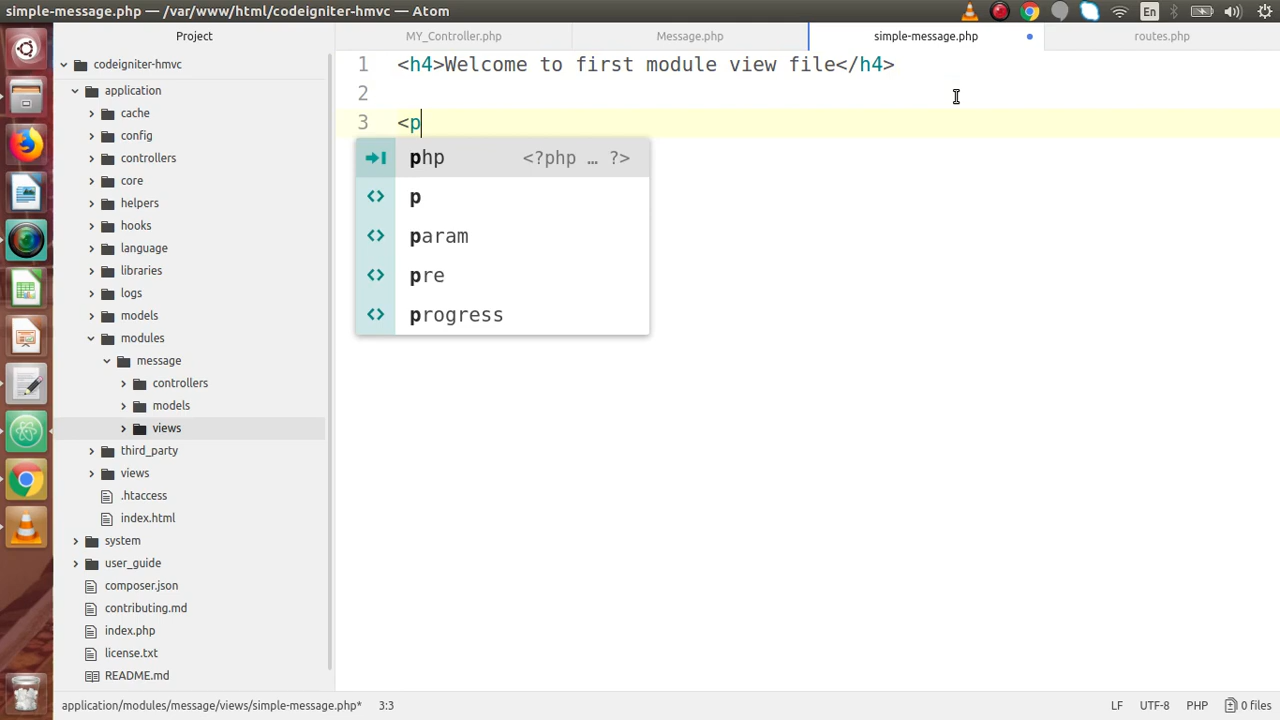 simple-message.php — /var/www/html/codeigniter-hmvc — Atom
En
Project
MY_Controller.php
Message.php
simple-message.php
routes.php
codeigniter-hmvc
application
cache
config
controllers
core
helpers
hooks
language
libraries
logs
models
modules
message
controllers
models
views
third_party
views
.htaccess
index.html
system
user_guide
composer.json
contributing.md
index.php
license.txt
README.md
1 <h4>Welcome to first module view file</h4>
2
3 <p
php <?php … ?>
p
param
pre
progress
application/modules/message/views/simple-message.php* 3:3
LF UTF-8 PHP 0 files